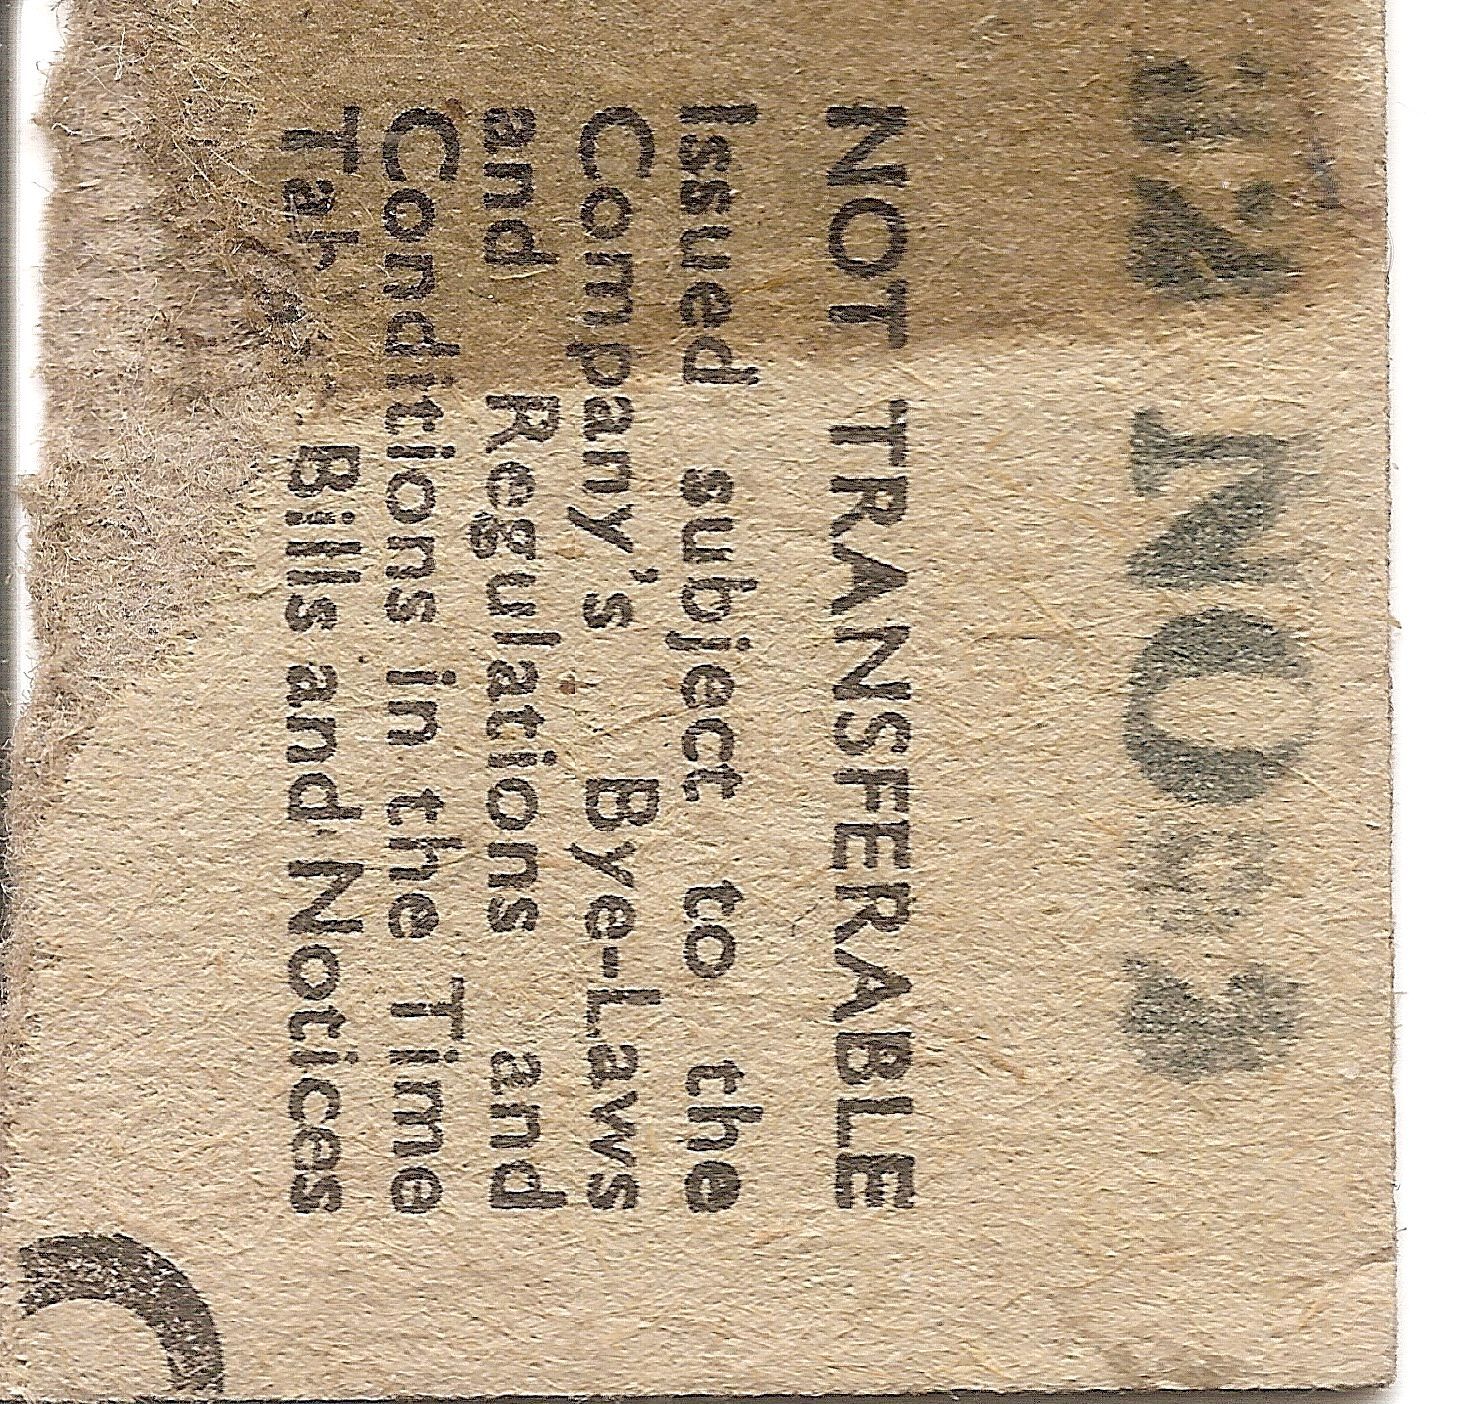 NOT TRANSFERABLE
Issued subject to the
Company's Bye-Laws
and Regulations and
Conditions in the Time
Tables, Bills and Notices